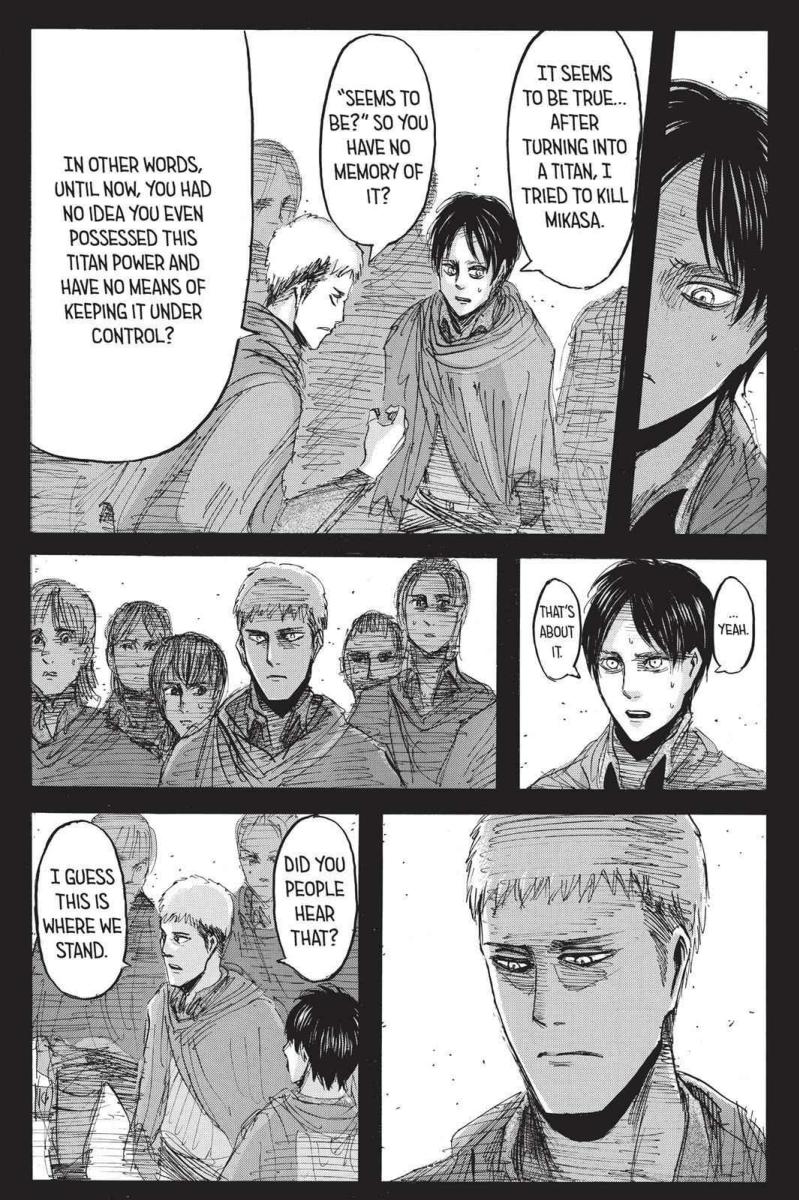 IT SEEMS
TO BE TRUE...
AFTER
TURNING INTO
A TITAN, I
TRIED TO KILL
MIKASA.
"SEEMS TO
BE?" SO YOU
HAVE NO
MEMORY OF
IT?
IN OTHER WORDS,
UNTIL NOW, YOU HAD
NO IDEA YOU EVEN
POSSESSED THIS
TITAN POWER AND
HAVE NO MEANS OF
KEEPING IT UNDER
CONTROL?
...
YEAH.
THAT'S
ABOUT
IT.
DID YOU
PEOPLE
HEAR
THAT?
I GUESS
THIS IS
WHERE WE
STAND.